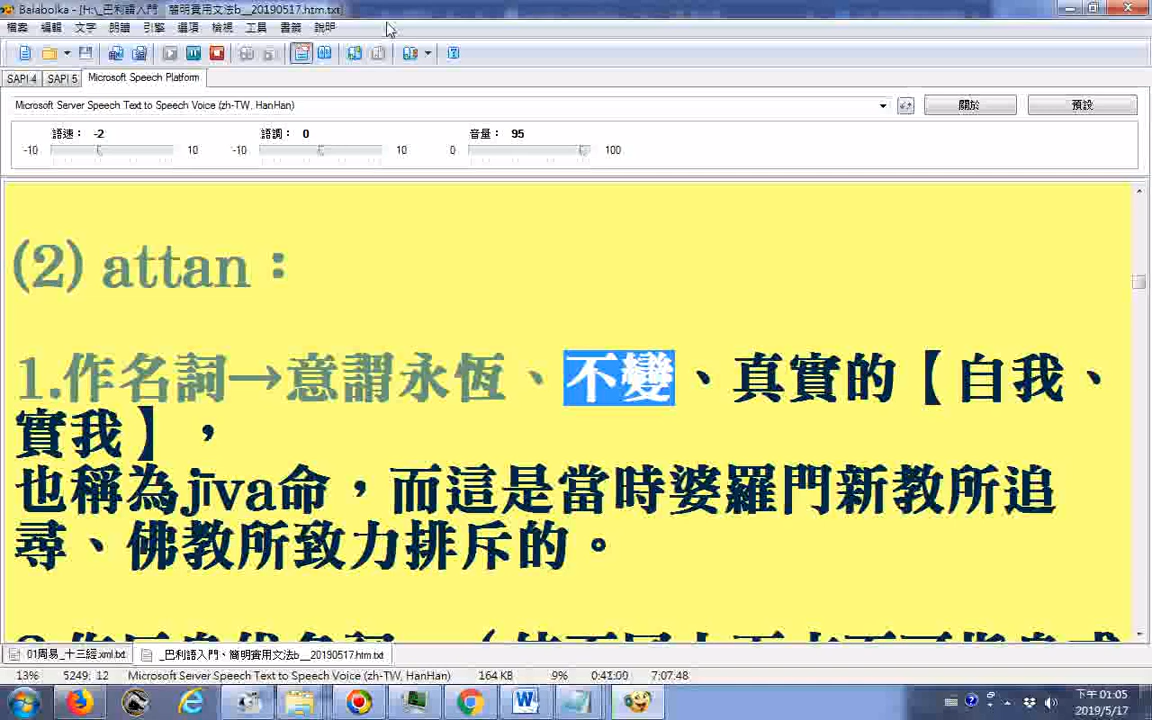 Balabolka - [H:\_巴利語入門、簡明實用文法b__20190517.htm.txt]
檔案 編輯 文字 朗讀 引擎 選項 檢視 工具 書籤 說明
SAPI 4 SAPI 5 Microsoft Speech Platform
Microsoft Server Speech Text to Speech Voice (zh-TW, HanHan) 關於 預設
語速： -2 語調： 0 音量： 95
-10 10 -10 10 0 100
(2) attan：
1.作名詞→意謂永恆、不變、真實的【自我、
實我】，
也稱為jīva命，而這是當時婆羅門新教所追
尋、佛教所致力排斥的。
01周易_十三經.xml.txt _巴利語入門、簡明實用文法b__20190517.htm.txt
13% 5249, 12 Microsoft Server Speech Text to Speech Voice (zh-TW, HanHan) 164 KB 9% 0:41:00 7:07:48
下午 01:05
2019/5/17